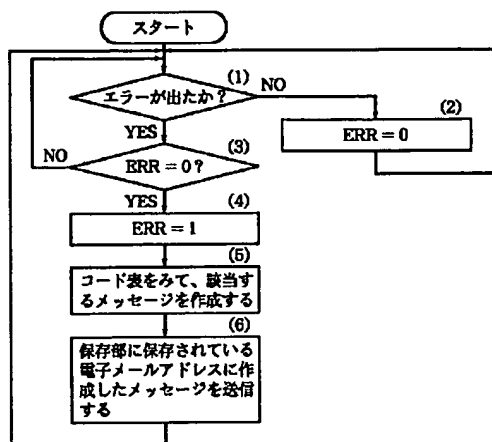 スタート
(1)
エラーが出たか？
NO
YES
(2)
ERR = 0
(3)
ERR = 0？
NO
YES
(4)
ERR = 1
(5)
コード表をみて、該当す
るメッセージを作成する
(6)
保存部に保存されている
電子メールアドレスに作
成したメッセージを送信
する